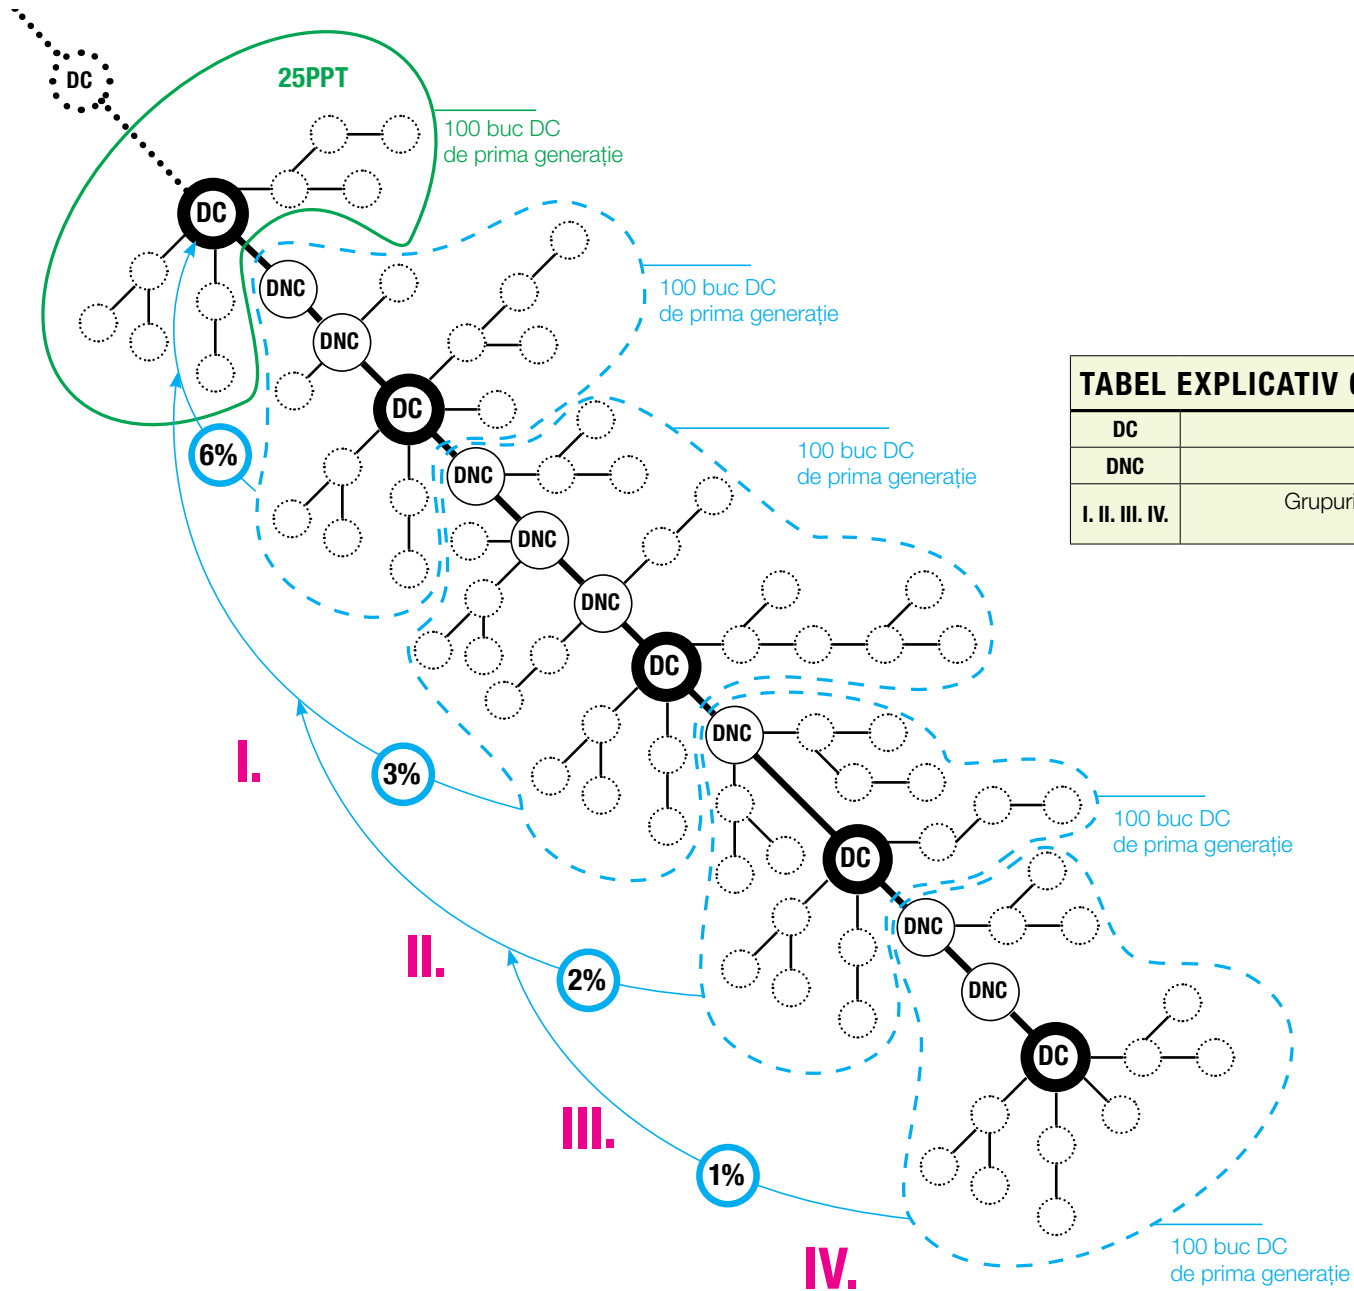 DC
25PPT
100 buc DC
de prima generație
DC
DNC
100 buc DC
de prima generație
DNC
DC
6%
100 buc DC
de prima generație
DNC
DNC
DNC
DC
I.
3%
DNC
100 buc DC
de prima generație
DC
II.
2%
DNC
DNC
DC
III.
1%
100 buc DC
de prima generație
IV.
TABEL EXPLICATIV
DC
DNC
I. II. III. IV.